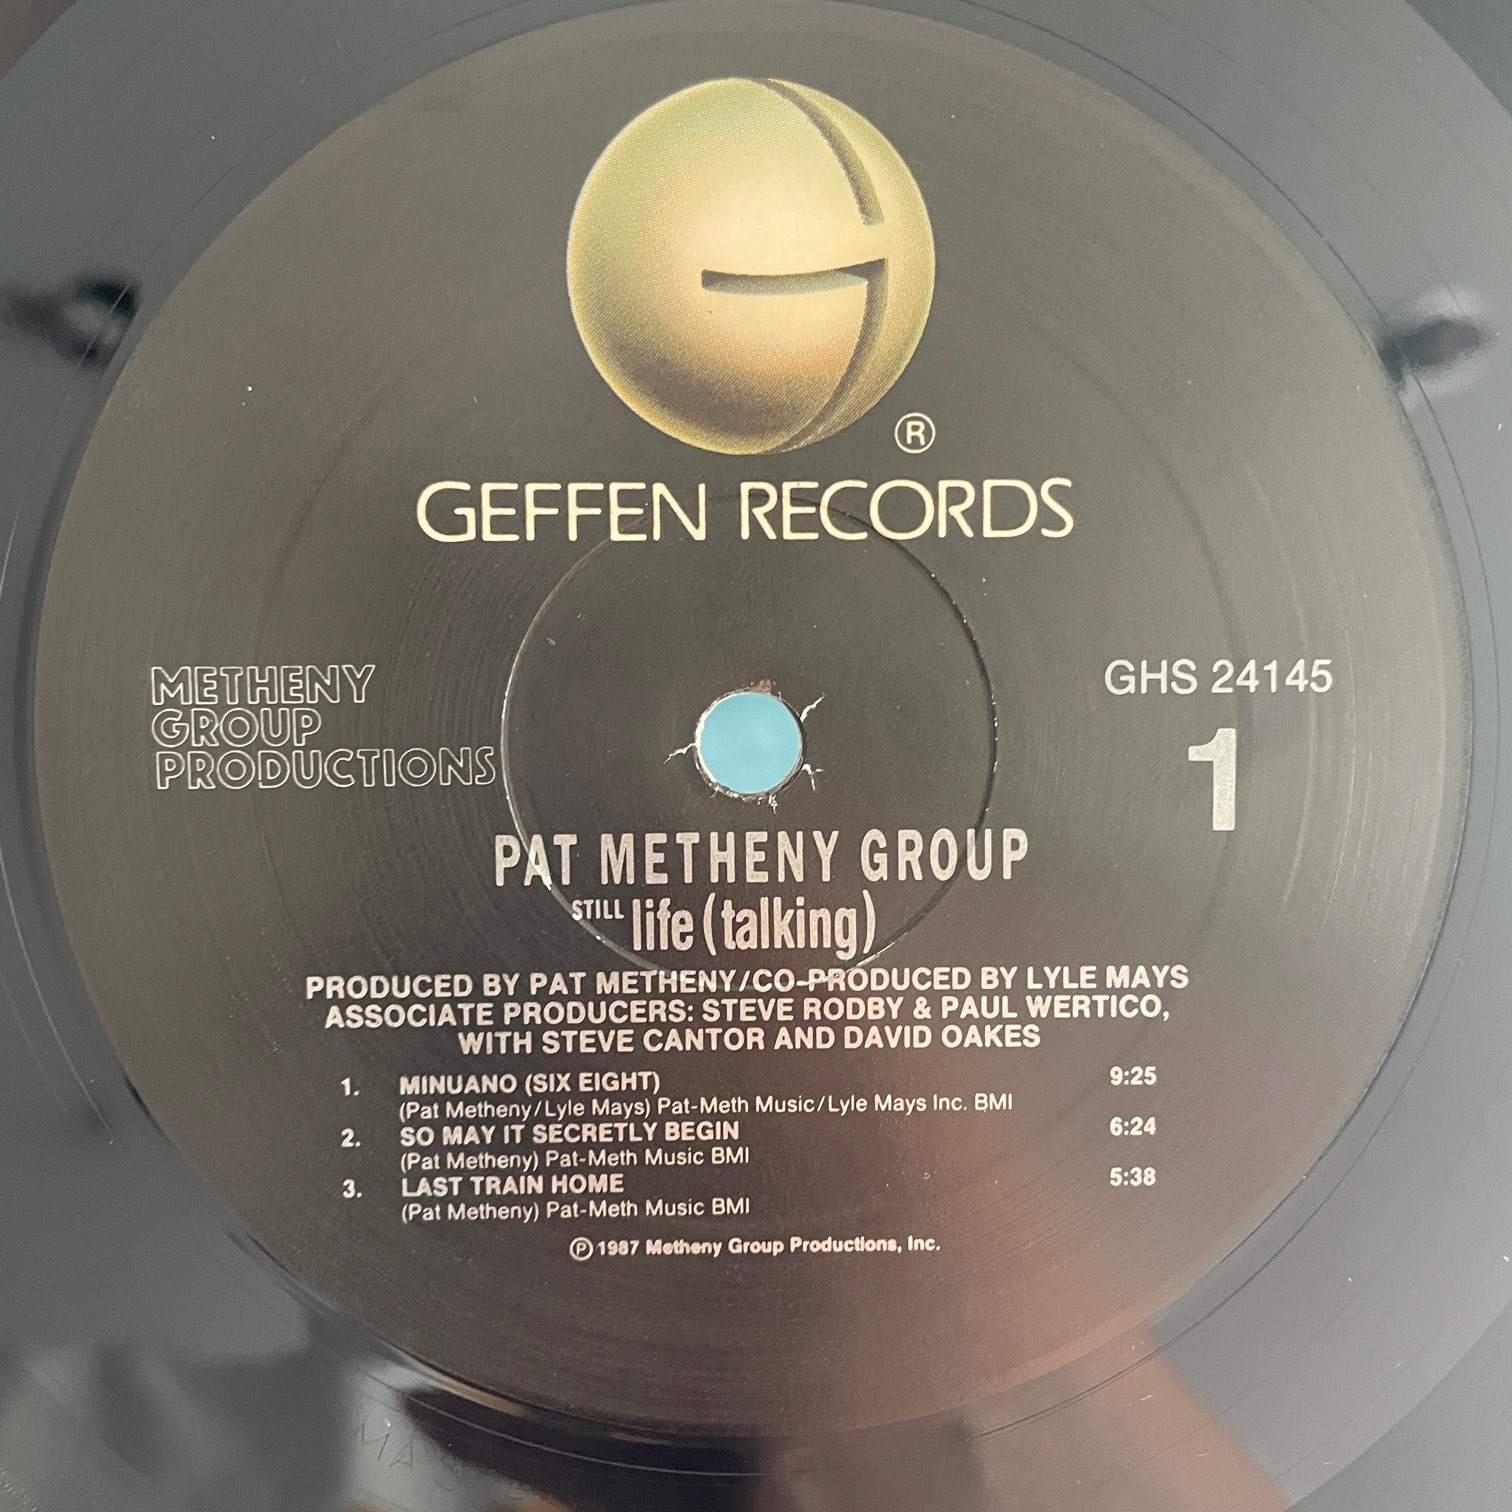 ®
GEFFEN RECORDS
METHENY
GROUP
PRODUCTIONS
GHS 24145
1
PAT METHENY GROUP
STILL life (talking)
PRODUCED BY PAT METHENY/CO-PRODUCED BY LYLE MAYS
ASSOCIATE PRODUCERS: STEVE RODBY & PAUL WERTICO,
WITH STEVE CANTOR AND DAVID OAKES
1. MINUANO (SIX EIGHT) 9:25
(Pat Metheny/Lyle Mays) Pat-Meth Music/Lyle Mays Inc. BMI
2. SO MAY IT SECRETLY BEGIN 6:24
(Pat Metheny) Pat-Meth Music BMI
3. LAST TRAIN HOME 5:38
(Pat Metheny) Pat-Meth Music BMI
℗ 1987 Metheny Group Productions, Inc.